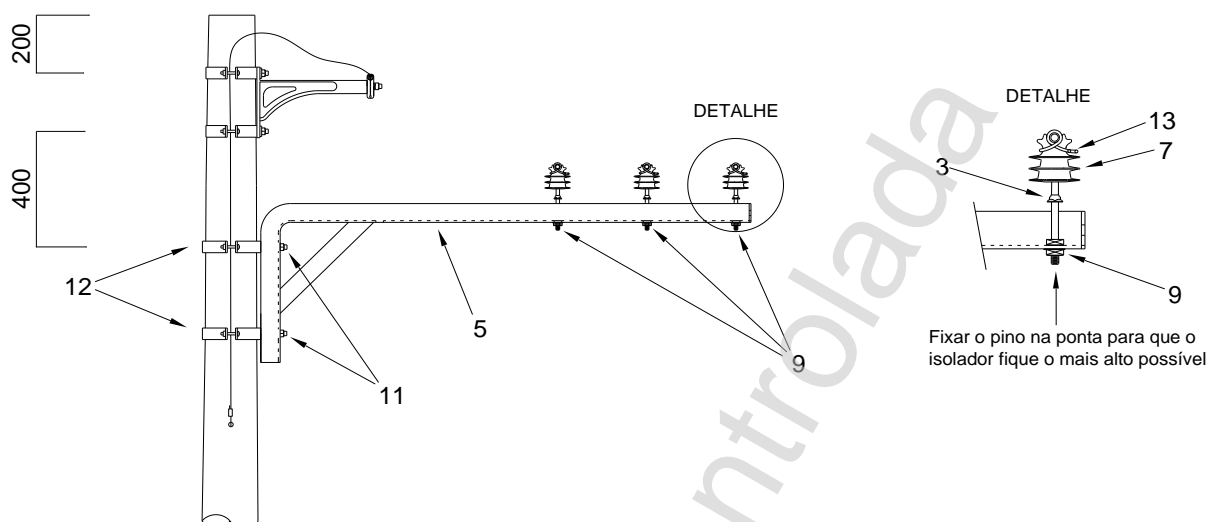 200
400
DETALHE
DETALHE
13
7
3
12
5
9
11
9
Fixar o pino na ponta para que o
isolador fique o mais alto possível
ntrolada